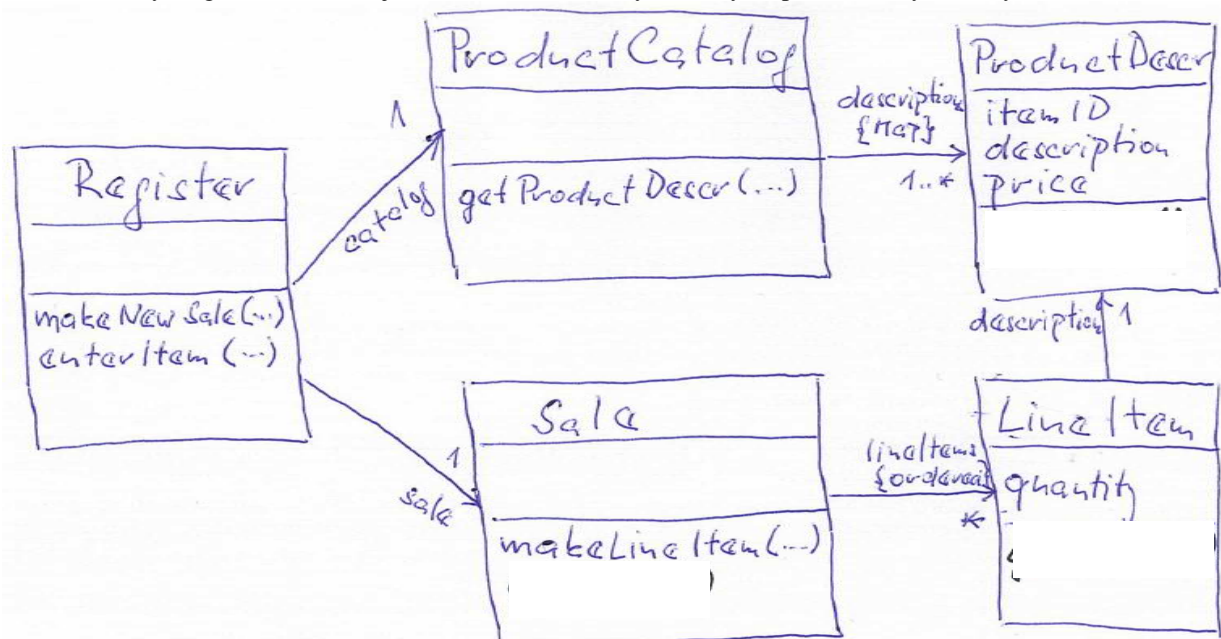 ProductCatalog
getProductDescr(...)
ProductDescr
itemID
description
price
description
{MAP}
1..*
Register
makeNewSale(...)
enterItem(...)
1
catalog
1
sale
Sale
makeLineItem(...)
lineItems
{ordered}
*
description 1
LineItem
quantity